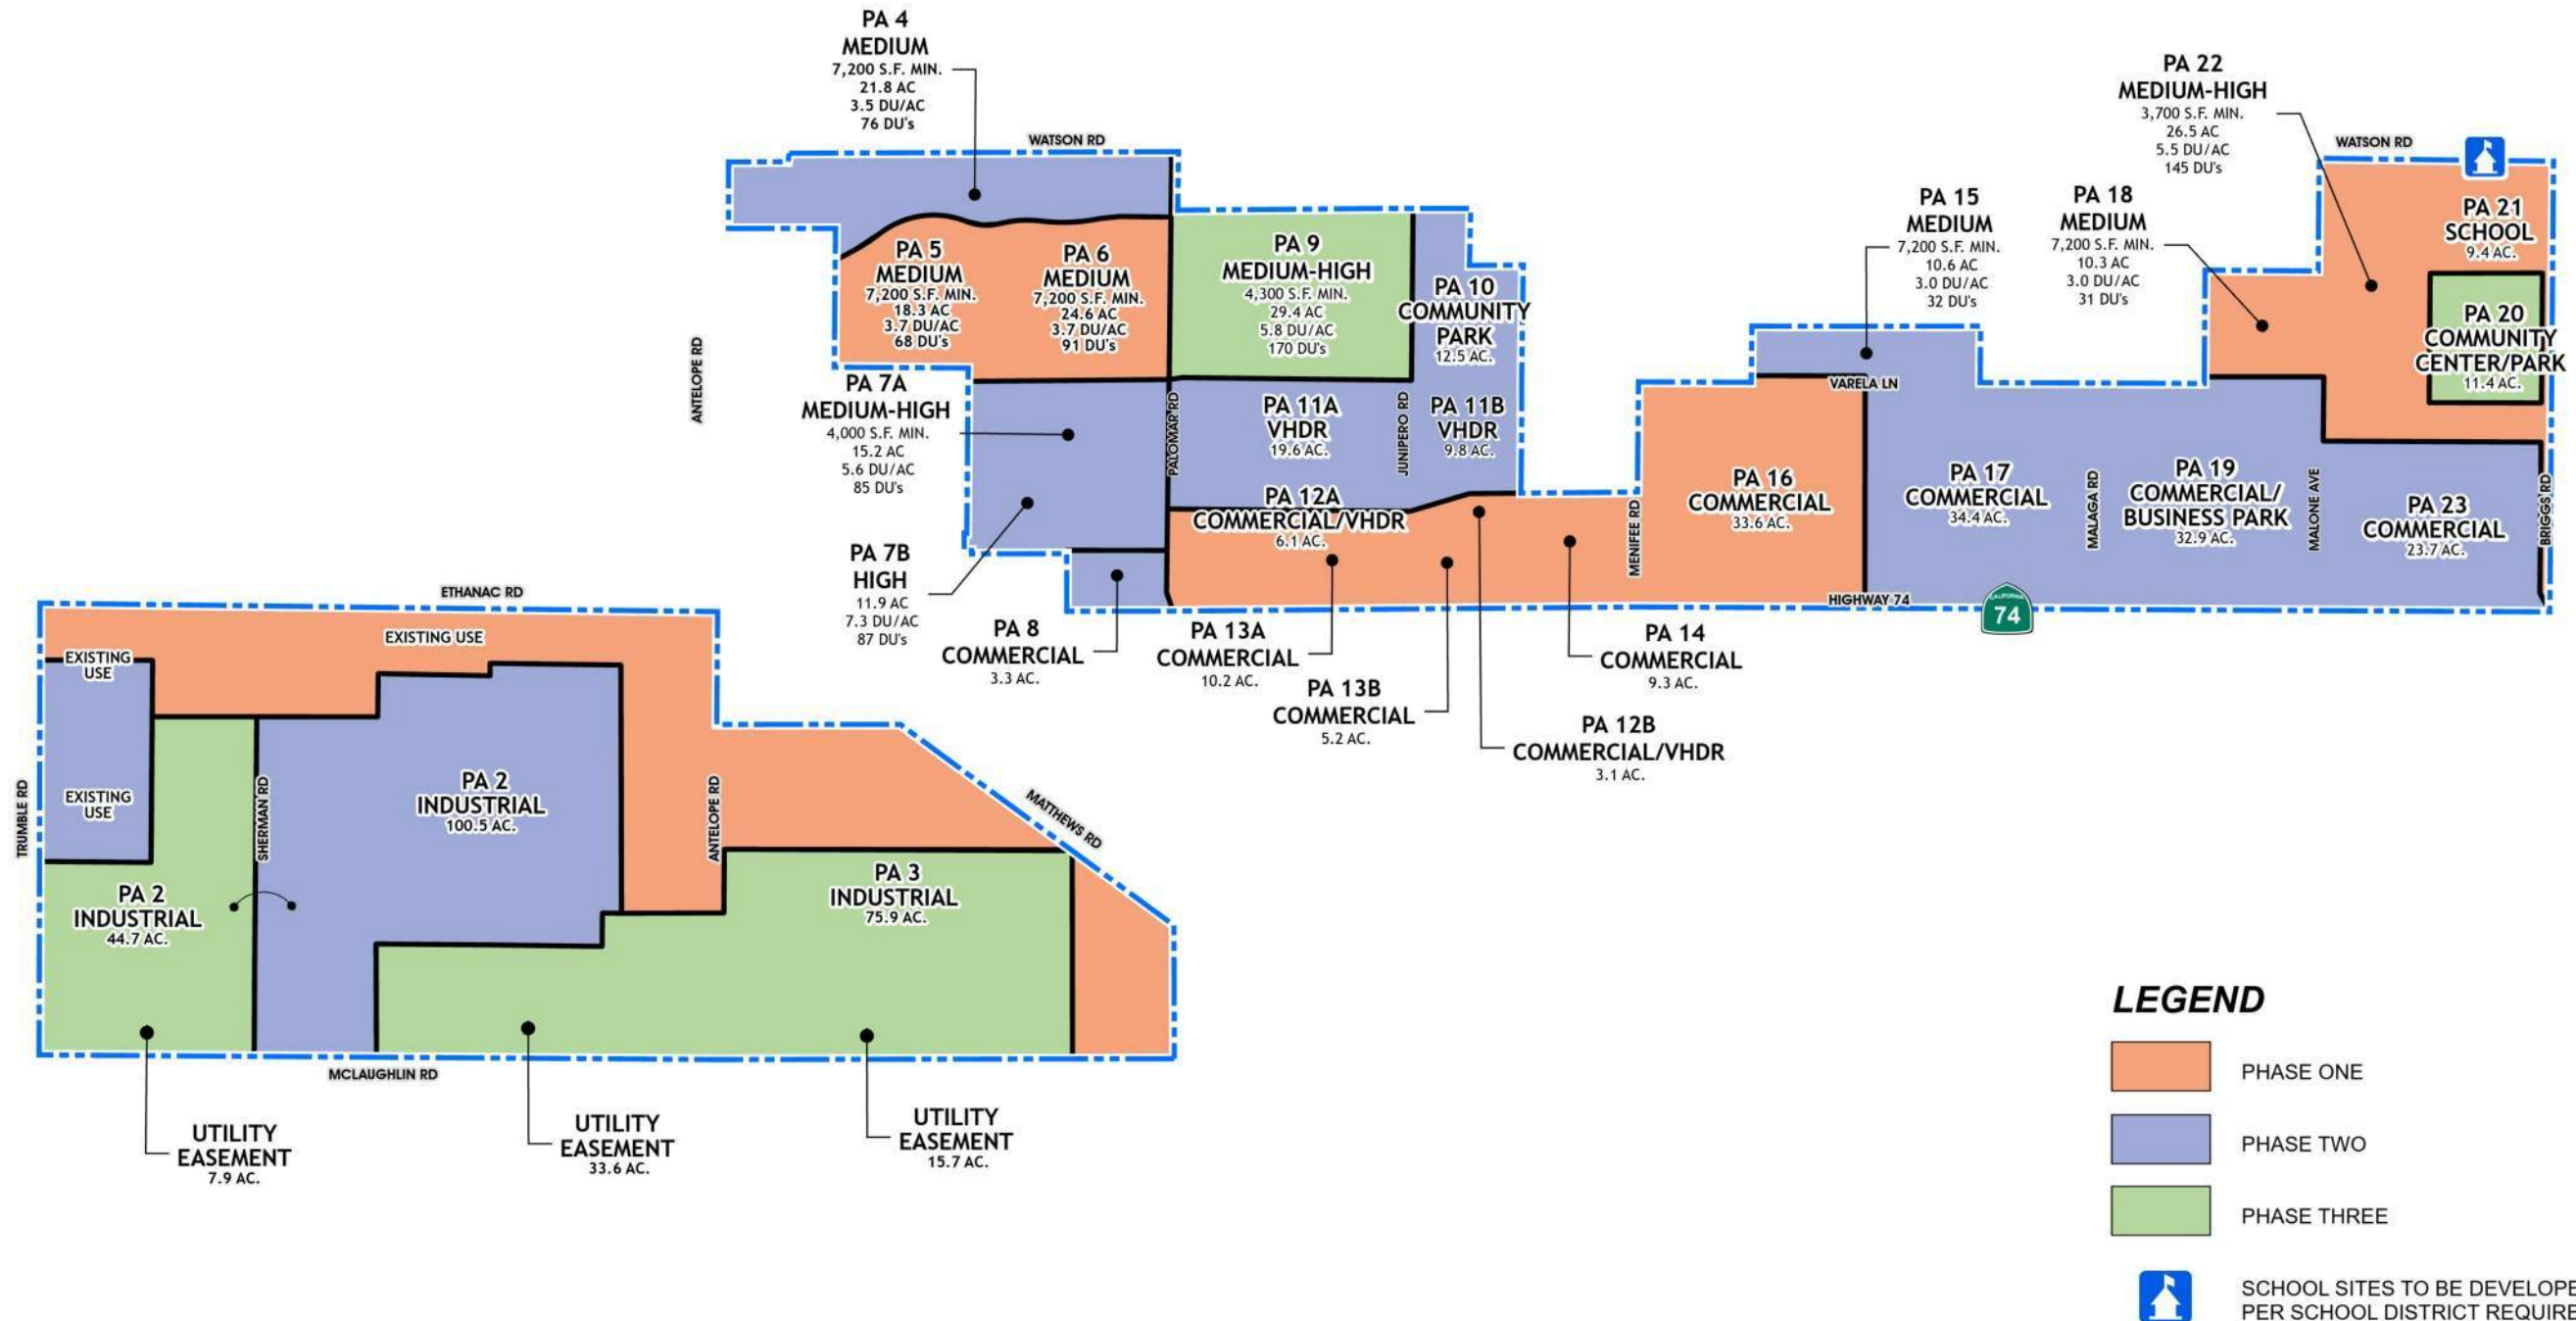 PA 4
MEDIUM
7,200 S.F. MIN.
21.8 AC
3.5 DU/AC
76 DU's
WATSON RD
PA 22
MEDIUM-HIGH
3,700 S.F. MIN.
26.5 AC
5.5 DU/AC
145 DU's
WATSON RD
PA 15
MEDIUM
7,200 S.F. MIN.
10.6 AC
3.0 DU/AC
32 DU's
PA 18
MEDIUM
7,200 S.F. MIN.
10.3 AC
3.0 DU/AC
31 DU's
PA 21
SCHOOL
9.4 AC.
PA 5
MEDIUM
7,200 S.F. MIN.
18.3 AC
3.7 DU/AC
68 DU's
PA 6
MEDIUM
7,200 S.F. MIN.
24.6 AC
3.7 DU/AC
91 DU's
PA 9
MEDIUM-HIGH
4,300 S.F. MIN.
29.4 AC
5.8 DU/AC
170 DU's
PA 10
COMMUNITY
PARK
12.5 AC.
PA 20
COMMUNITY
CENTER/PARK
11.4 AC.
ANTELOPE RD
PA 7A
MEDIUM-HIGH
4,000 S.F. MIN.
15.2 AC
5.6 DU/AC
85 DU's
PALOMAR RD
PA 11A
VHDR
19.6 AC.
JUNIPERO RD
PA 11B
VHDR
9.8 AC.
VARELA LN
PA 12A
COMMERCIAL/VHDR
6.1 AC.
MENIFEE RD
PA 16
COMMERCIAL
33.6 AC.
PA 17
COMMERCIAL
34.4 AC.
MALAGA RD
PA 19
COMMERCIAL/
BUSINESS PARK
32.9 AC.
MALONE AVE
PA 23
COMMERCIAL
23.7 AC.
BRIGGS RD
PA 7B
HIGH
11.9 AC
7.3 DU/AC
87 DU's
HIGHWAY 74
CALIFORNIA
74
PA 8
COMMERCIAL
3.3 AC.
PA 13A
COMMERCIAL
10.2 AC.
PA 13B
COMMERCIAL
5.2 AC.
PA 14
COMMERCIAL
9.3 AC.
PA 12B
COMMERCIAL/VHDR
3.1 AC.
ETHANAC RD
EXISTING USE
EXISTING
USE
EXISTING
USE
TRUMBLE RD
SHERMAN RD
PA 2
INDUSTRIAL
100.5 AC.
ANTELOPE RD
MATTHEWS RD
PA 2
INDUSTRIAL
44.7 AC.
PA 3
INDUSTRIAL
75.9 AC.
MCLAUGHLIN RD
UTILITY
EASEMENT
7.9 AC.
UTILITY
EASEMENT
33.6 AC.
UTILITY
EASEMENT
15.7 AC.
LEGEND
PHASE ONE
PHASE TWO
PHASE THREE
SCHOOL SITES TO BE DEVELOPE
PER SCHOOL DISTRICT REQUIRE